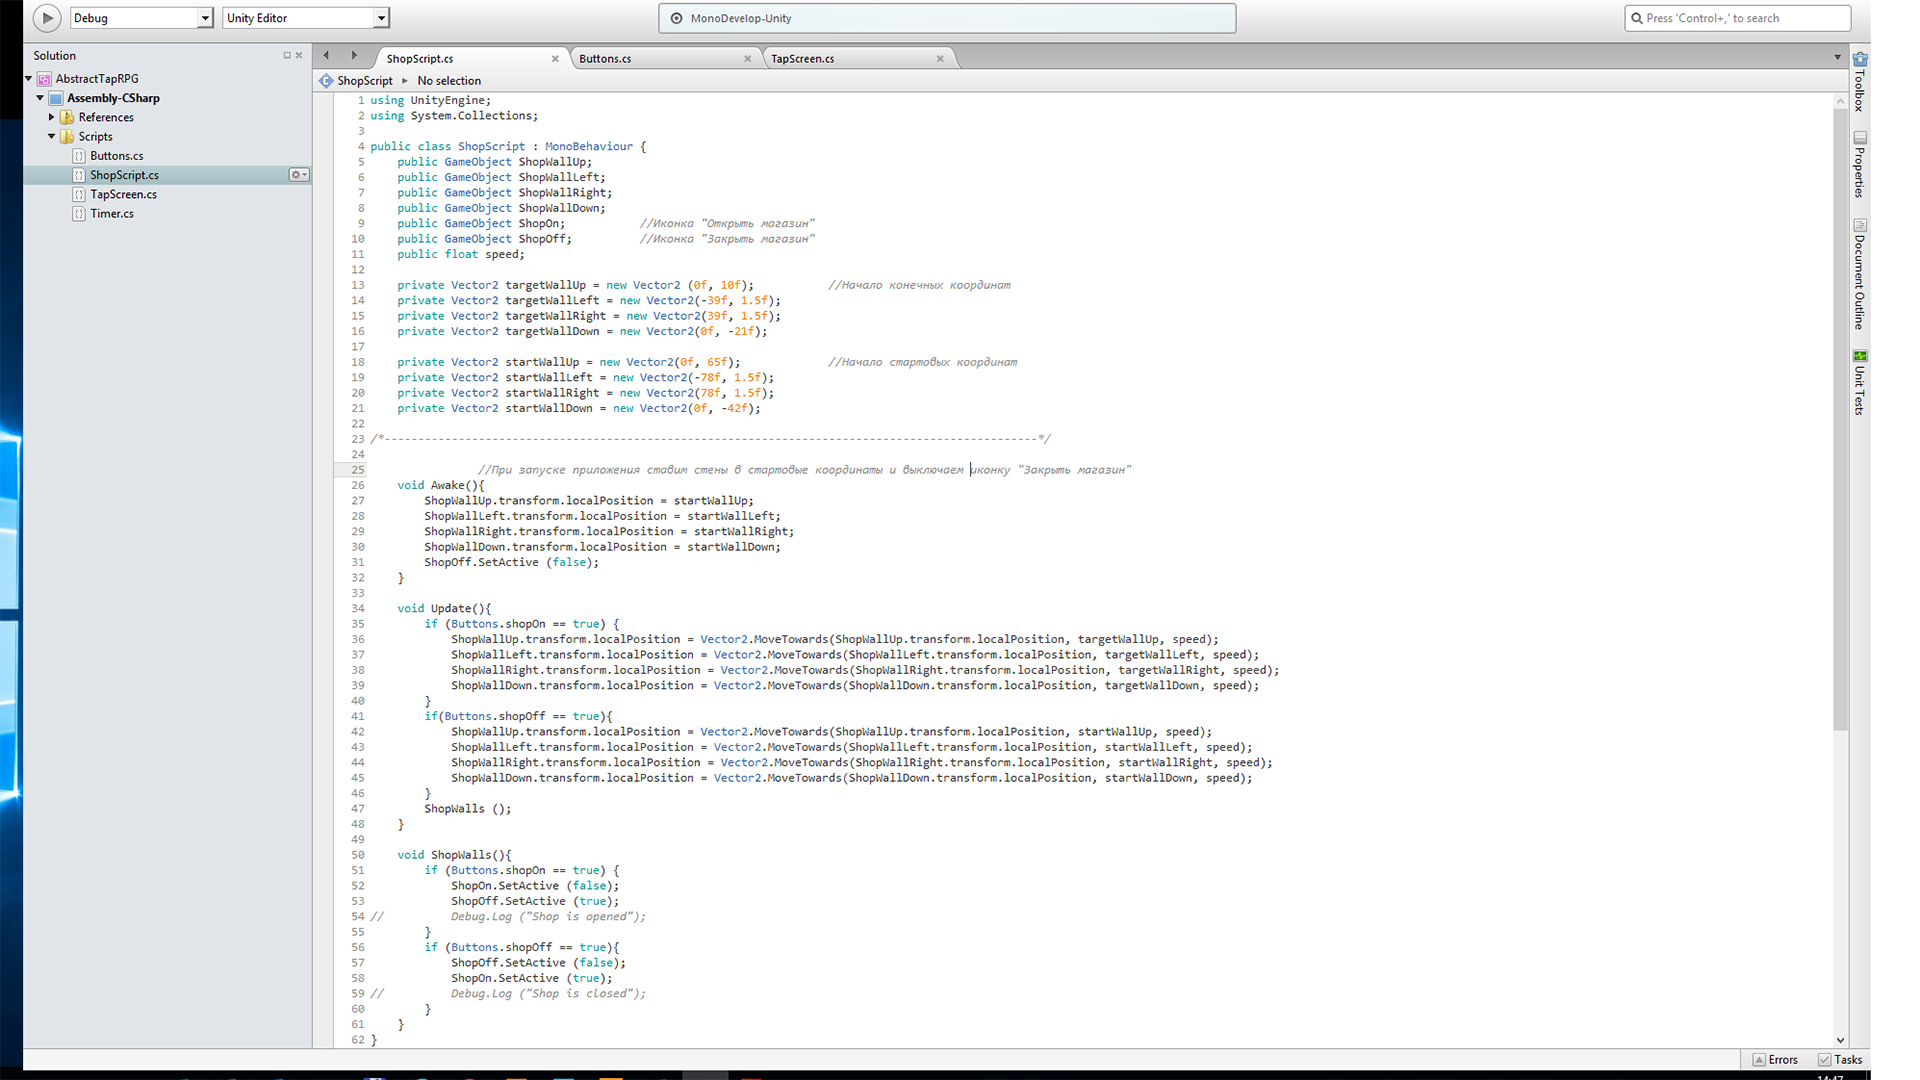 Debug
Unity Editor
MonoDevelop-Unity
Press 'Control+,' to search
Solution
AbstractTapRPG
Assembly-CSharp
References
Scripts
Buttons.cs
ShopScript.cs
TapScreen.cs
Timer.cs
ShopScript.cs
Buttons.cs
TapScreen.cs
ShopScript
No selection
1 using UnityEngine;
2 using System.Collections;
3
4 public class ShopScript : MonoBehaviour {
5 public GameObject ShopWallUp;
6 public GameObject ShopWallLeft;
7 public GameObject ShopWallRight;
8 public GameObject ShopWallDown;
9 public GameObject ShopOn; //Иконка "Открыть магазин"
10 public GameObject ShopOff; //Иконка "Закрыть магазин"
11 public float speed;
12
13 private Vector2 targetWallUp = new Vector2 (0f, 10f); //Начало конечных координат
14 private Vector2 targetWallLeft = new Vector2(-39f, 1.5f);
15 private Vector2 targetWallRight = new Vector2(39f, 1.5f);
16 private Vector2 targetWallDown = new Vector2(0f, -21f);
17
18 private Vector2 startWallUp = new Vector2(0f, 65f); //Начало стартовых координат
19 private Vector2 startWallLeft = new Vector2(-78f, 1.5f);
20 private Vector2 startWallRight = new Vector2(78f, 1.5f);
21 private Vector2 startWallDown = new Vector2(0f, -42f);
22
23 /*-------------------------------------------------------------------------------------------------*/
24
25 //При запуске приложения ставим стены в стартовые координаты и выключаем иконку "Закрыть магазин"
26 void Awake(){
27 ShopWallUp.transform.localPosition = startWallUp;
28 ShopWallLeft.transform.localPosition = startWallLeft;
29 ShopWallRight.transform.localPosition = startWallRight;
30 ShopWallDown.transform.localPosition = startWallDown;
31 ShopOff.SetActive (false);
32 }
33
34 void Update(){
35 if (Buttons.shopOn == true) {
36 ShopWallUp.transform.localPosition = Vector2.MoveTowards(ShopWallUp.transform.localPosition, targetWallUp, speed);
37 ShopWallLeft.transform.localPosition = Vector2.MoveTowards(ShopWallLeft.transform.localPosition, targetWallLeft, speed);
38 ShopWallRight.transform.localPosition = Vector2.MoveTowards(ShopWallRight.transform.localPosition, targetWallRight, speed);
39 ShopWallDown.transform.localPosition = Vector2.MoveTowards(ShopWallDown.transform.localPosition, targetWallDown, speed);
40 }
41 if(Buttons.shopOff == true){
42 ShopWallUp.transform.localPosition = Vector2.MoveTowards(ShopWallUp.transform.localPosition, startWallUp, speed);
43 ShopWallLeft.transform.localPosition = Vector2.MoveTowards(ShopWallLeft.transform.localPosition, startWallLeft, speed);
44 ShopWallRight.transform.localPosition = Vector2.MoveTowards(ShopWallRight.transform.localPosition, startWallRight, speed);
45 ShopWallDown.transform.localPosition = Vector2.MoveTowards(ShopWallDown.transform.localPosition, startWallDown, speed);
46 }
47 ShopWalls ();
48 }
49
50 void ShopWalls(){
51 if (Buttons.shopOn == true) {
52 ShopOn.SetActive (false);
53 ShopOff.SetActive (true);
54 // Debug.Log ("Shop is opened");
55 }
56 if (Buttons.shopOff == true){
57 ShopOff.SetActive (false);
58 ShopOn.SetActive (true);
59 // Debug.Log ("Shop is closed");
60 }
61 }
62 }
Toolbox
Properties
Document Outline
Unit Tests
Errors
Tasks